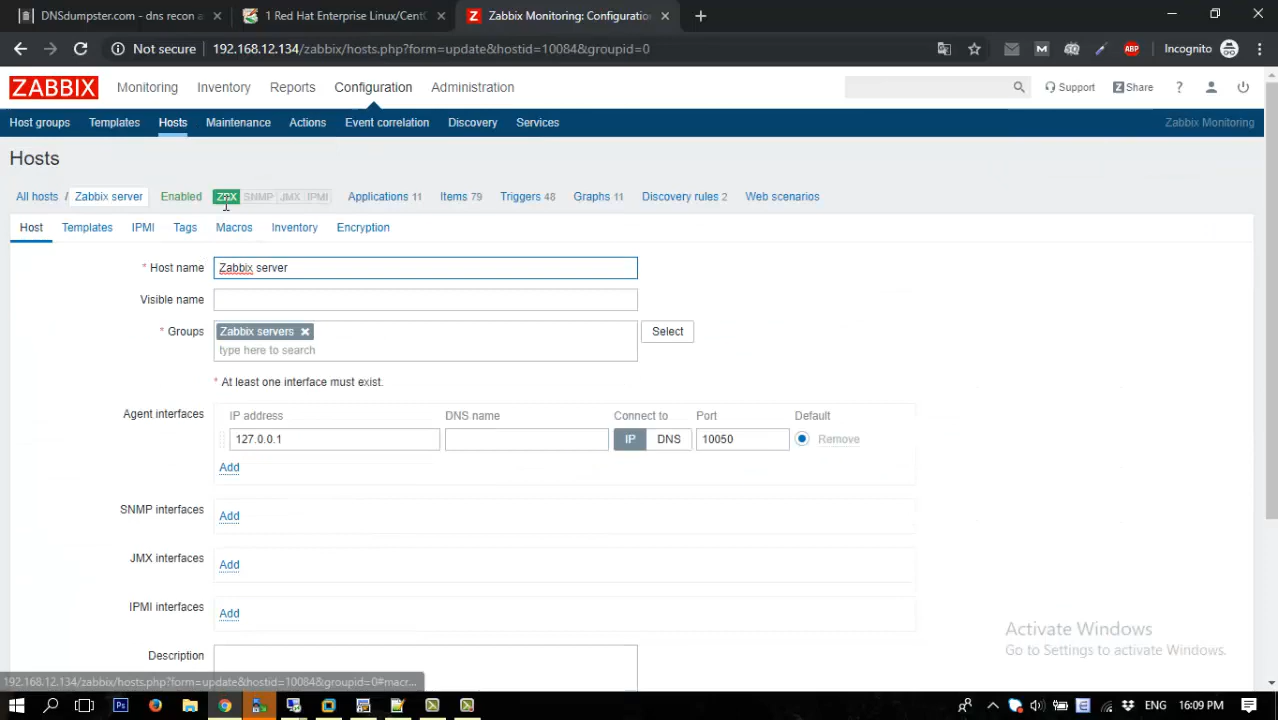 DNSdumpster.com - dns recon a
1 Red Hat Enterprise Linux/Cent
Zabbix Monitoring: Configuration
Not secure
192.168.12.134/zabbix/hosts.php?form=update&hostid=10084&groupid=0
M
ABP
Incognito
ZABBIX
Monitoring
Inventory
Reports
Configuration
Administration
Support
Share
?
Host groups
Templates
Hosts
Maintenance
Actions
Event correlation
Discovery
Services
Zabbix Monitoring
Hosts
All hosts / Zabbix server
Enabled
ZBX SNMP JMX IPMI
Applications 11
Items 79
Triggers 48
Graphs 11
Discovery rules 2
Web scenarios
Host
Templates
IPMI
Tags
Macros
Inventory
Encryption
* Host name
Zabbix server
Visible name
* Groups
Zabbix servers
type here to search
Select
* At least one interface must exist.
Agent interfaces
IP address
DNS name
Connect to
Port
Default
127.0.0.1
IP
DNS
10050
Remove
Add
SNMP interfaces
Add
JMX interfaces
Add
IPMI interfaces
Add
Description
Activate Windows
Go to Settings to activate Windows.
192.168.12.134/zabbix/hosts.php?form=update&hostid=10084&groupid=0#macr...
Ps
ENG
16:09 PM